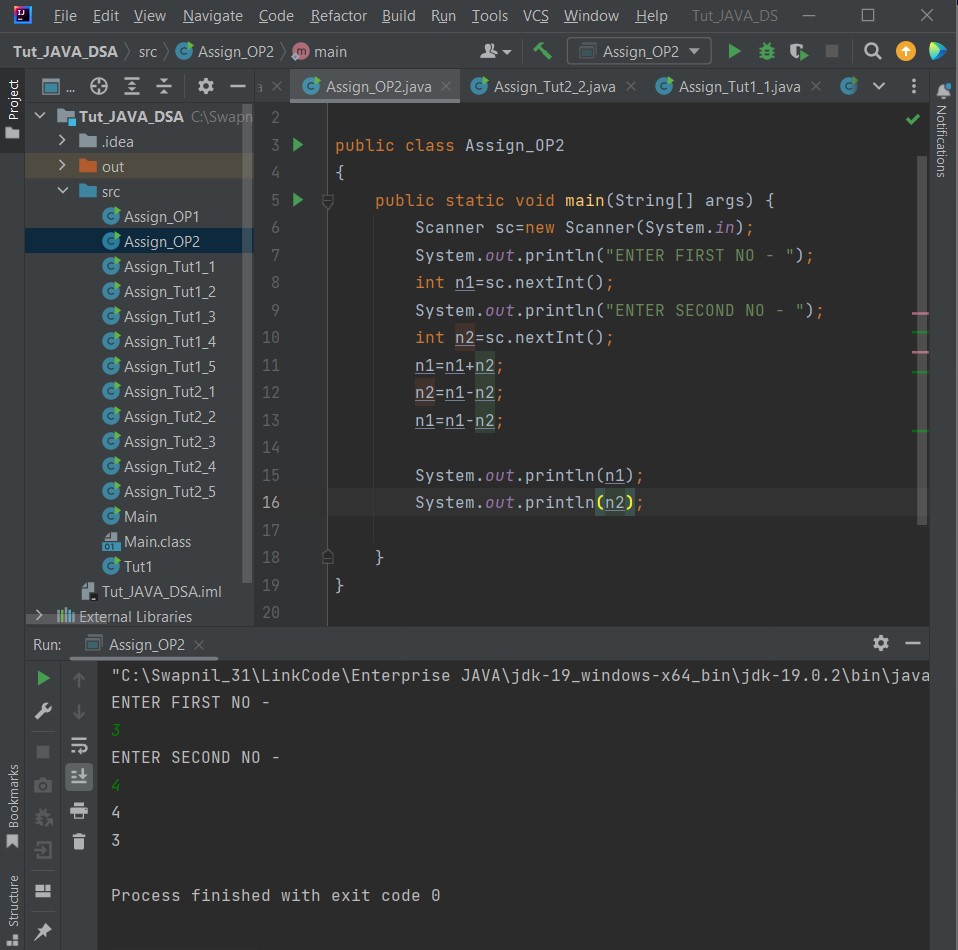 File Edit View Navigate Code Refactor Build Run Tools VCS Window Help Tut_JAVA_DS
Tut_JAVA_DSA src Assign_OP2 main Assign_OP2
Project
...
a Assign_OP2.java Assign_Tut2_2.java Assign_Tut1_1.java
Notifications
Tut_JAVA_DSA C:\Swapn
.idea
out
src
Assign_OP1
Assign_OP2
Assign_Tut1_1
Assign_Tut1_2
Assign_Tut1_3
Assign_Tut1_4
Assign_Tut1_5
Assign_Tut2_1
Assign_Tut2_2
Assign_Tut2_3
Assign_Tut2_4
Assign_Tut2_5
Main
Main.class
Tut1
Tut_JAVA_DSA.iml
External Libraries
2
3 public class Assign_OP2
4 {
5 public static void main(String[] args) {
6 Scanner sc=new Scanner(System.in);
7 System.out.println("ENTER FIRST NO - ");
8 int n1=sc.nextInt();
9 System.out.println("ENTER SECOND NO - ");
10 int n2=sc.nextInt();
11 n1=n1+n2;
12 n2=n1-n2;
13 n1=n1-n2;
14
15 System.out.println(n1);
16 System.out.println(n2);
17
18 }
19 }
20
Run: Assign_OP2
"C:\Swapnil_31\LinkCode\Enterprise JAVA\jdk-19_windows-x64_bin\jdk-19.0.2\bin\java
ENTER FIRST NO -
3
ENTER SECOND NO -
4
4
3
Process finished with exit code 0
Bookmarks
Structure